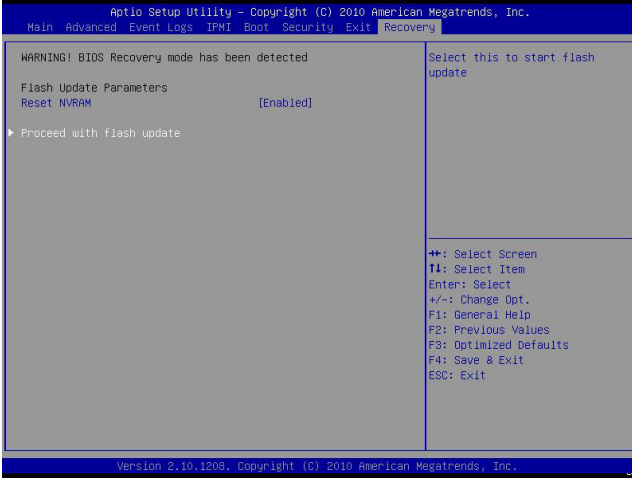 Aptio Setup Utility – Copyright (C) 2010 American Megatrends, Inc.
Main Advanced Event Logs IPMI Boot Security Exit Recovery
WARNING! BIOS Recovery mode has been detected
Flash Update Parameters
Reset NVRAM [Enabled]
▶ Proceed with flash update
Select this to start flash
update
→←: Select Screen
↑↓: Select Item
Enter: Select
+/-: Change Opt.
F1: General Help
F2: Previous Values
F3: Optimized Defaults
F4: Save & Exit
ESC: Exit
Version 2.10.1208. Copyright (C) 2010 American Megatrends, Inc.